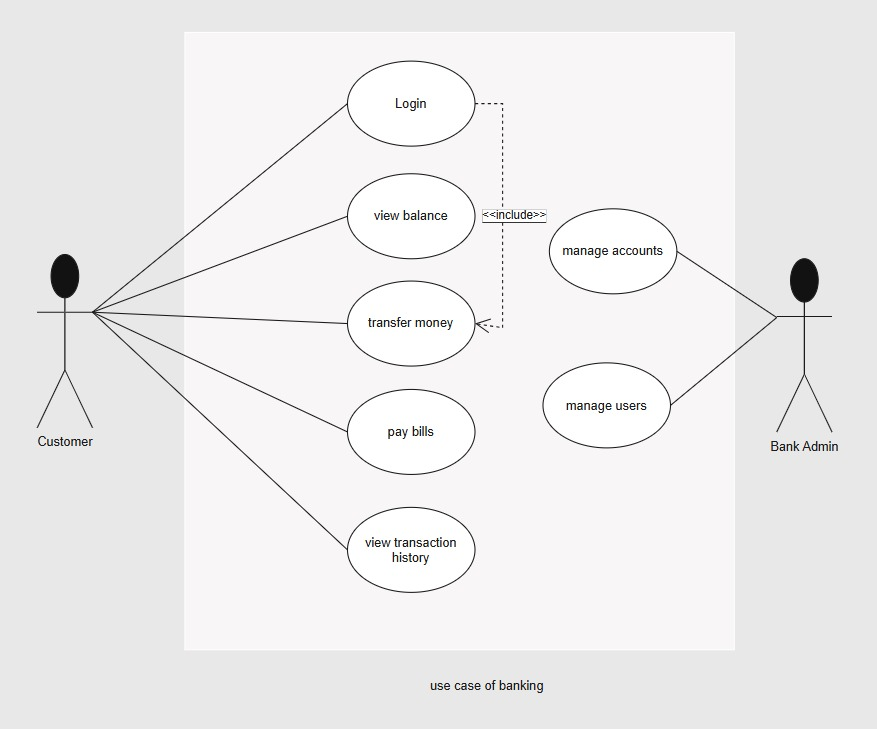 Login
view balance
<<include>>
manage accounts
transfer money
manage users
pay bills
Customer
Bank Admin
view transaction
history
use case of banking